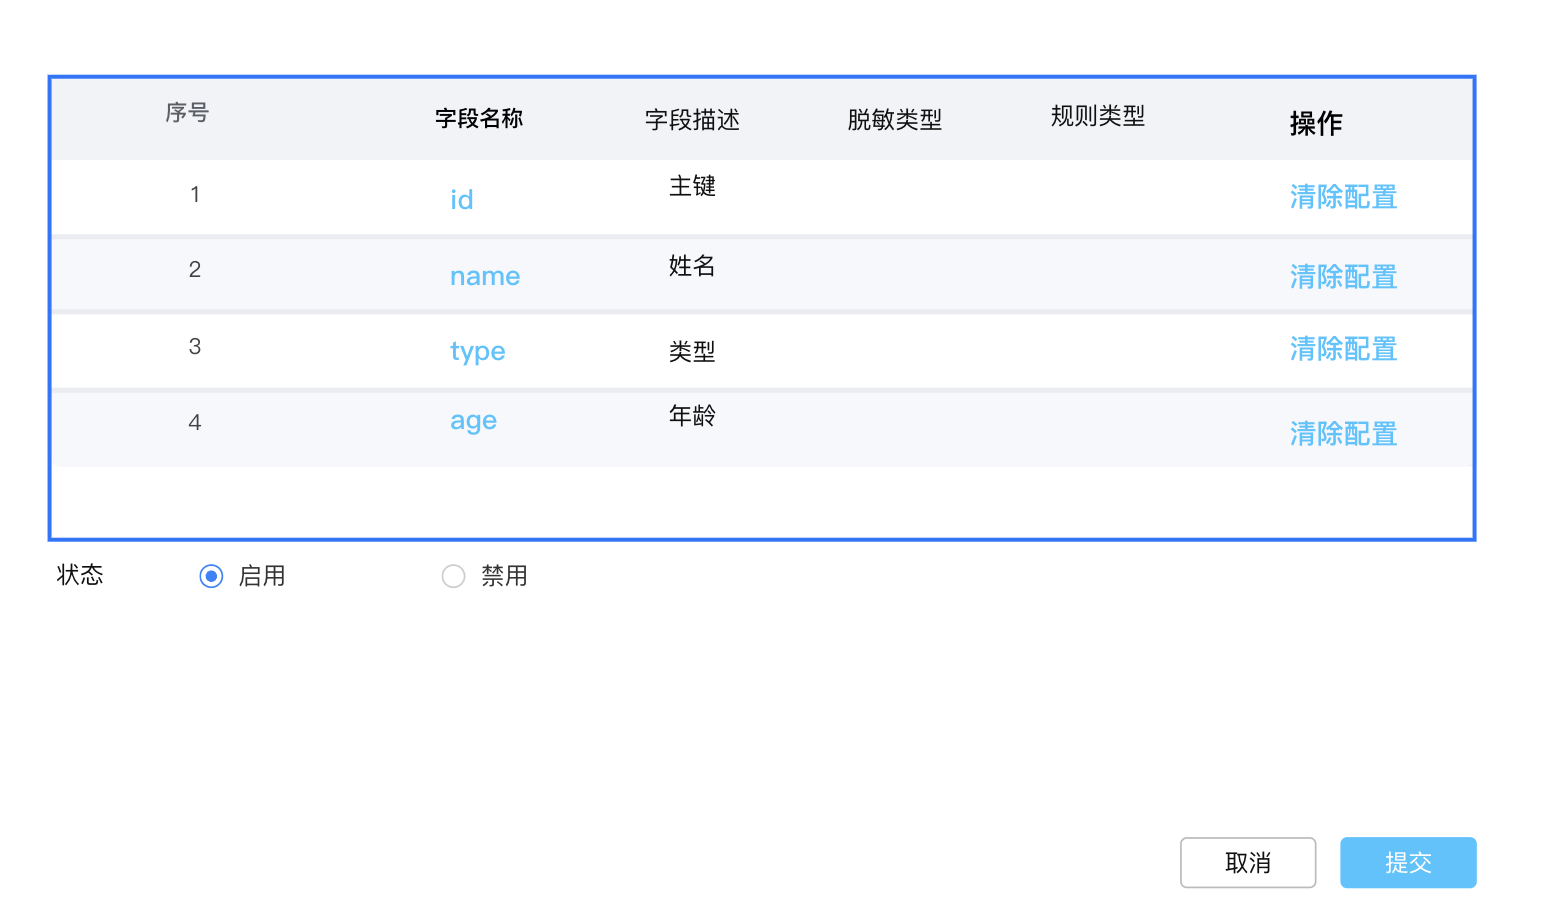 序号 字段名称 字段描述 脱敏类型 规则类型 操作
1 id 主键 清除配置
2 name 姓名 清除配置
3 type 类型 清除配置
4 age 年龄 清除配置
状态 启用 禁用
取消 提交